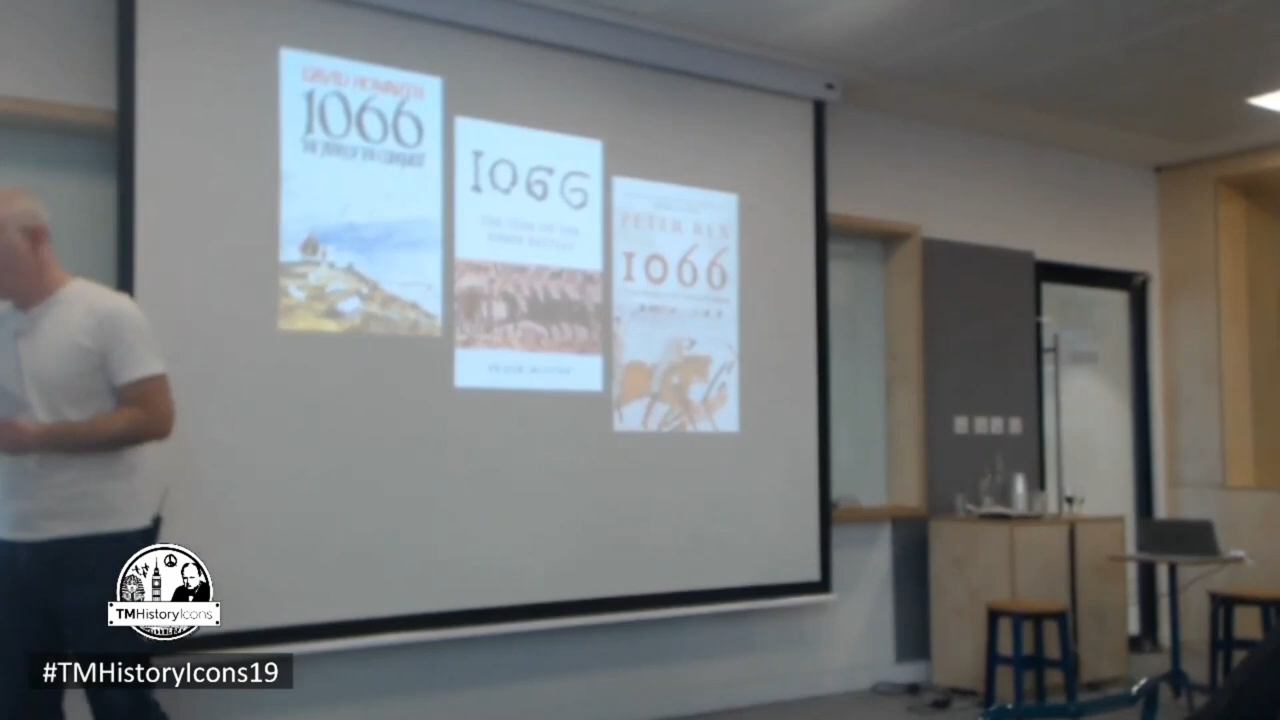 DAVID HOWARTH
1066
THE YEAR OF THE CONQUEST
1066
THE YEAR OF THE
THREE BATTLES
PETER REX
1066
TMHistoryIcons
#TMHistoryIcons19